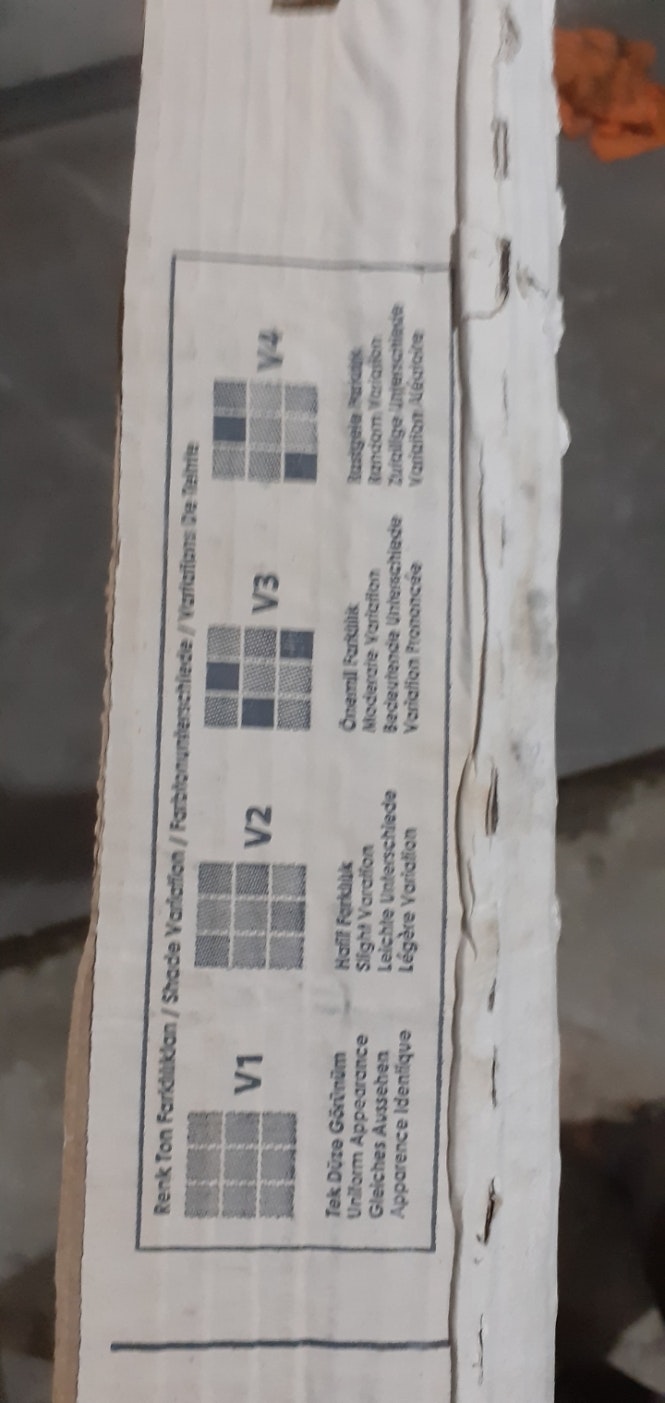 Renk Ton Farklılıkları / Shade Variation / Farbtonunterschiede / Variations De Teinte
V1
Tek Düze Görünüm
Uniform Appearance
Gleiches Aussehen
Apparence Identique
V2
Hafif Farklılık
Slight Varation
Leichte Unterschiede
Légère Variation
V3
Önemli Farklılık
Moderate Variation
Bedeutende Unterschiede
Variation Prononcée
V4
Rastgele Farklılık
Random Variation
Zufällige Unterschiede
Variation Aléatoire